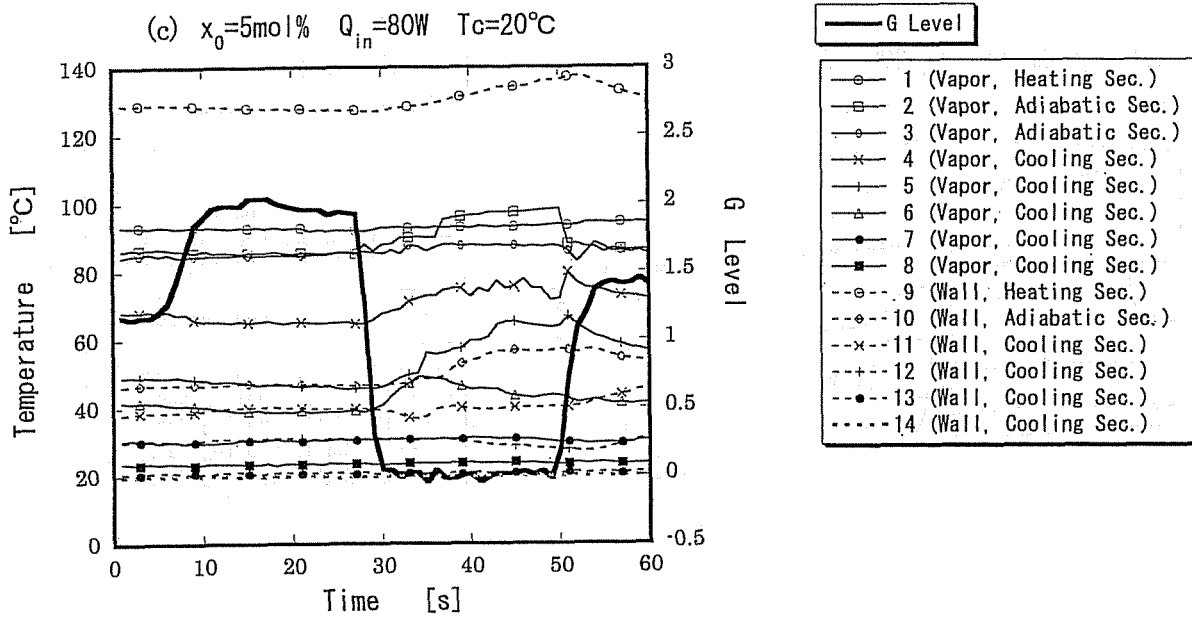 (c) x₀=5mol% Q_in=80W Tc=20℃
G Level
140
120
100
80
60
40
20
0
Temperature [℃]
3
2.5
2
1.5
1
0.5
0
-0.5
G Level
0 10 20 30 40 50 60
Time [s]
1 (Vapor, Heating Sec.)
2 (Vapor, Adiabatic Sec.)
3 (Vapor, Adiabatic Sec.)
4 (Vapor, Cooling Sec.)
5 (Vapor, Cooling Sec.)
6 (Vapor, Cooling Sec.)
7 (Vapor, Cooling Sec.)
8 (Vapor, Cooling Sec.)
9 (Wall, Heating Sec.)
10 (Wall, Adiabatic Sec.)
11 (Wall, Cooling Sec.)
12 (Wall, Cooling Sec.)
13 (Wall, Cooling Sec.)
14 (Wall, Cooling Sec.)